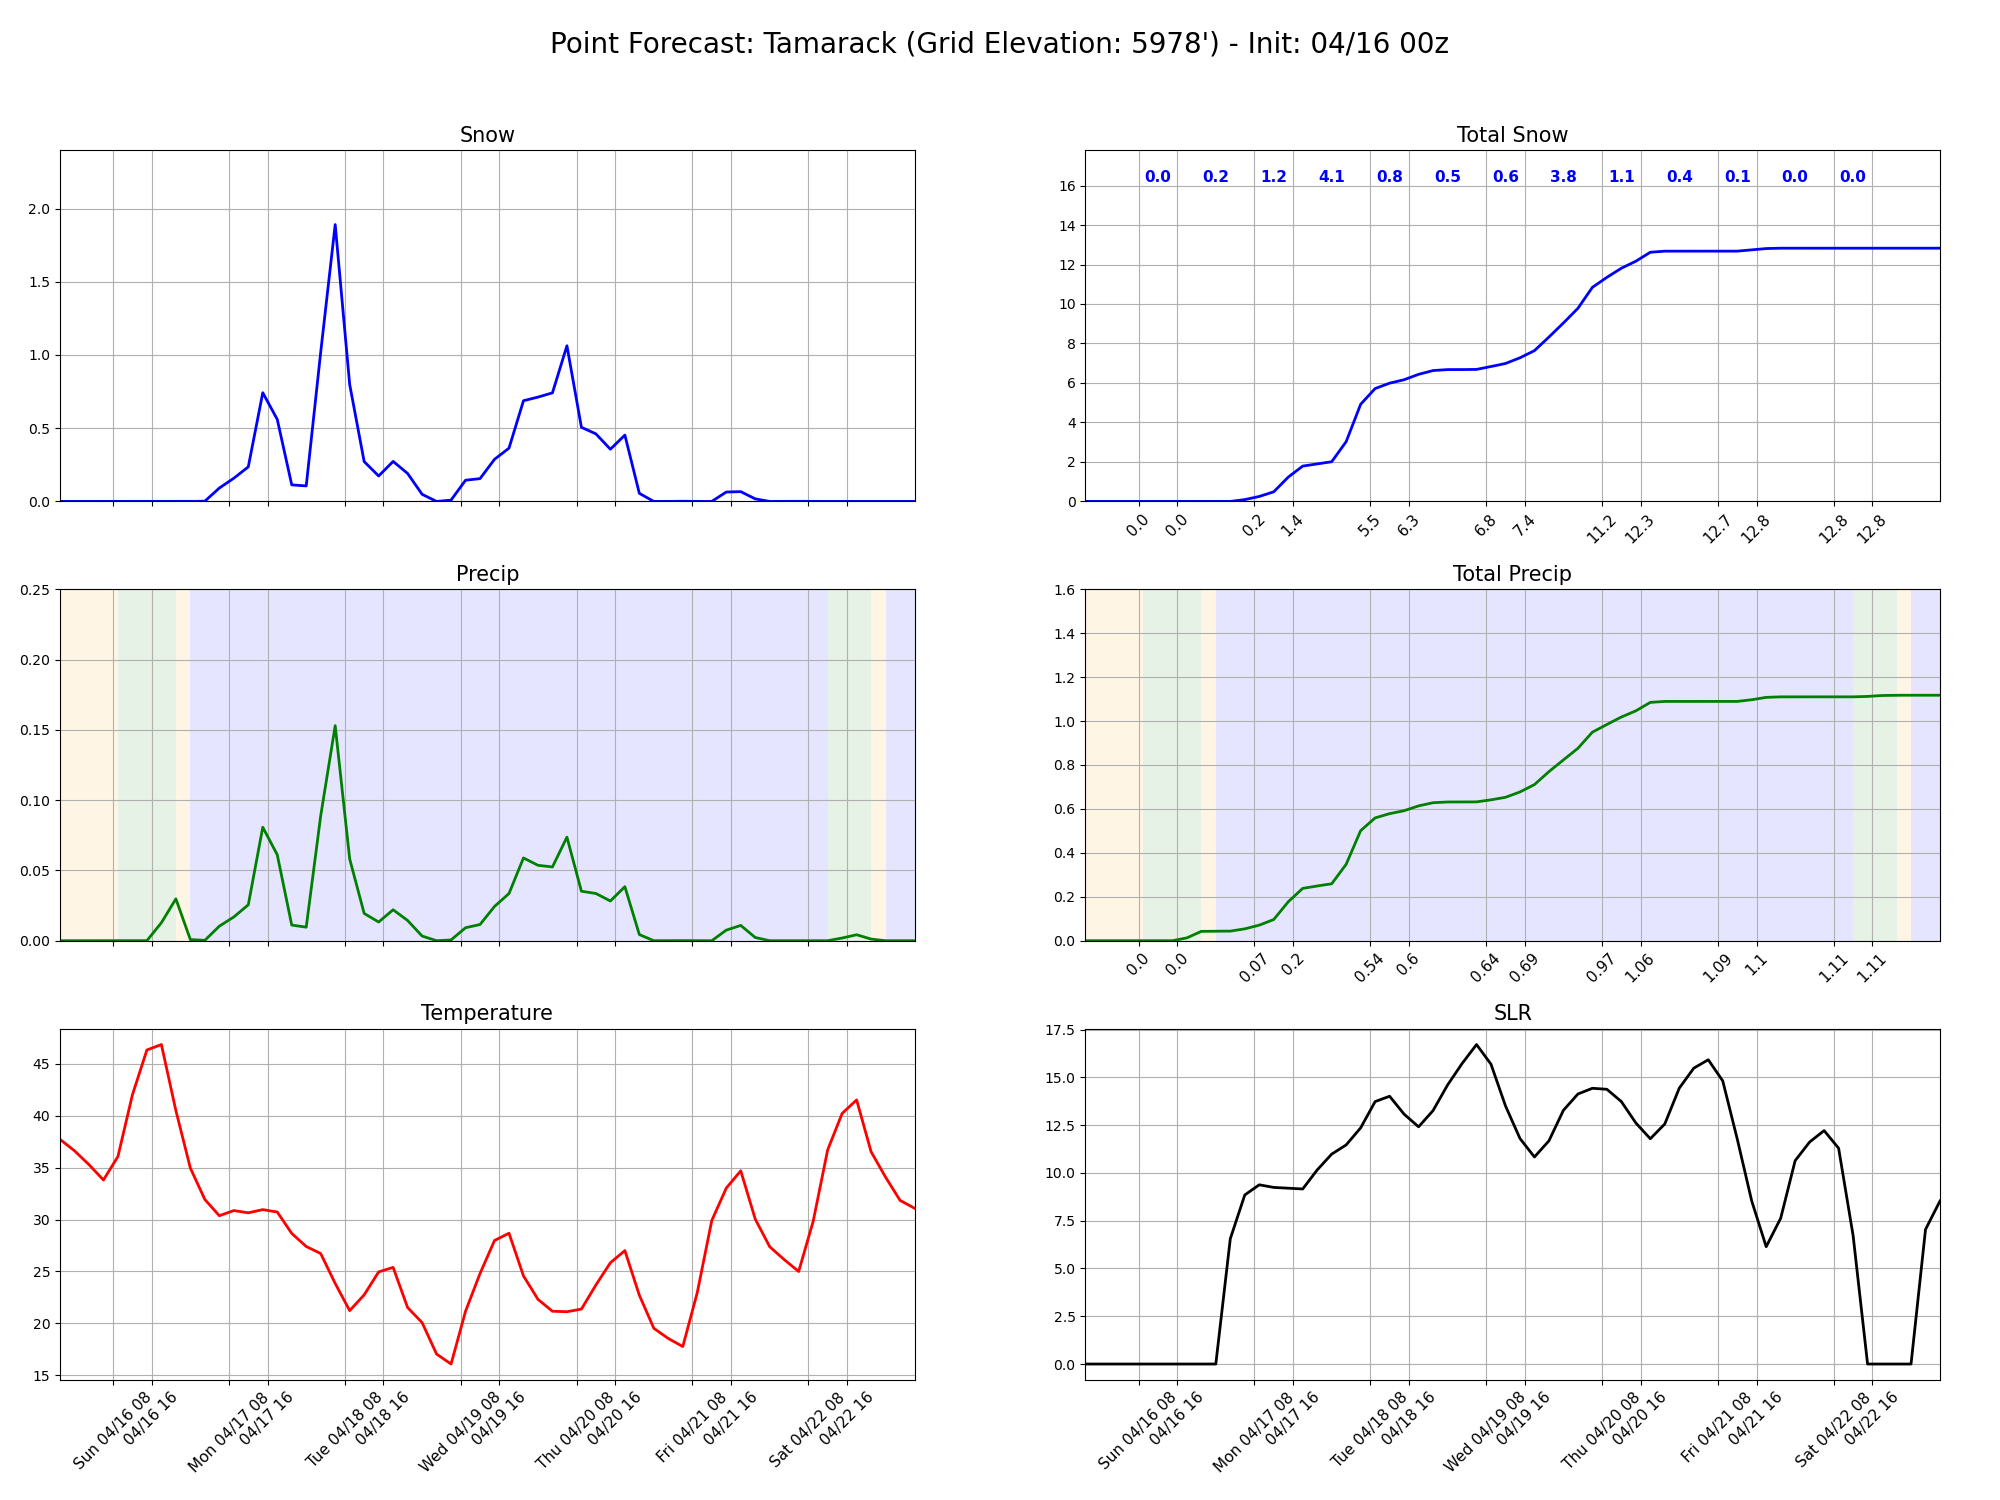 Point Forecast: Tamarack (Grid Elevation: 5978') - Init: 04/16 00z
Snow
2.0
1.5
1.0
0.5
0.0
Total Snow
0.0 0.2 1.2 4.1 0.8 0.5 0.6 3.8 1.1 0.4 0.1 0.0 0.0
16
14
12
10
8
6
4
2
0
0.0 0.0 0.2 1.4 5.5 6.3 6.8 7.4 11.2 12.3 12.7 12.8 12.8 12.8
Precip
0.25
0.20
0.15
0.10
0.05
0.00
Total Precip
1.6
1.4
1.2
1.0
0.8
0.6
0.4
0.2
0.0
0.0 0.0 0.07 0.2 0.54 0.6 0.64 0.69 0.97 1.06 1.09 1.1 1.11 1.11
Temperature
45
40
35
30
25
20
15
Sun 04/16 08
04/16 16
Mon 04/17 08
04/17 16
Tue 04/18 08
04/18 16
Wed 04/19 08
04/19 16
Thu 04/20 08
04/20 16
Fri 04/21 08
04/21 16
Sat 04/22 08
04/22 16
SLR
17.5
15.0
12.5
10.0
7.5
5.0
2.5
0.0
Sun 04/16 08
04/16 16
Mon 04/17 08
04/17 16
Tue 04/18 08
04/18 16
Wed 04/19 08
04/19 16
Thu 04/20 08
04/20 16
Fri 04/21 08
04/21 16
Sat 04/22 08
04/22 16